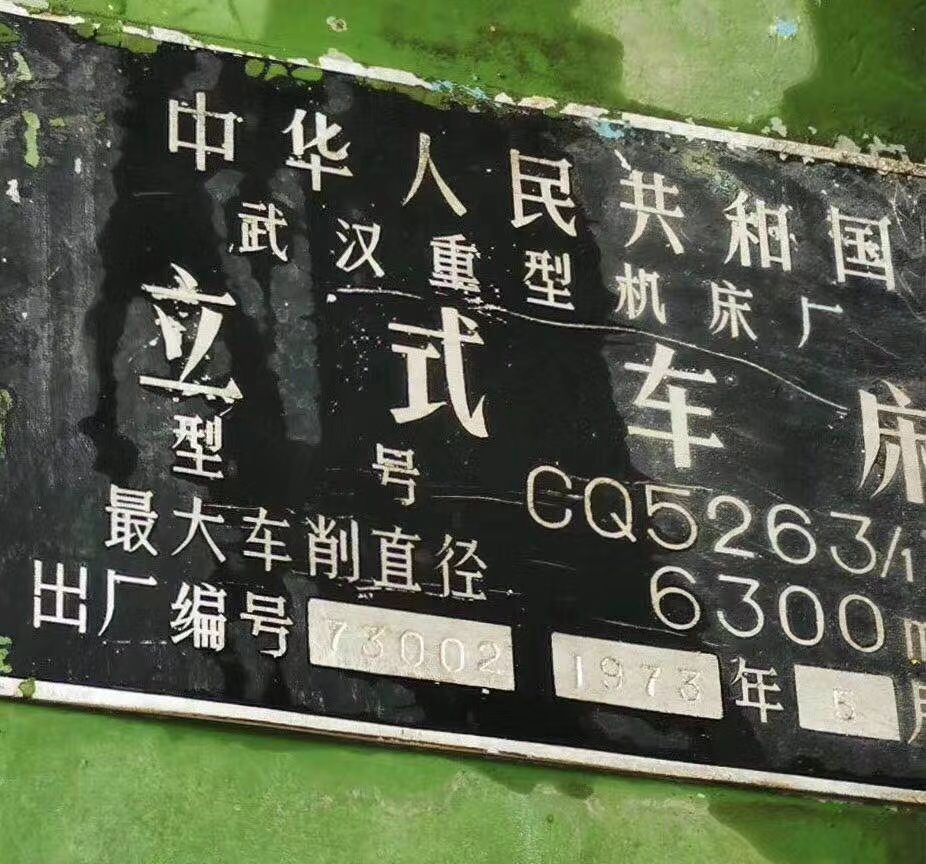 中华人民共和国
武汉重型机床厂
立式车床
型号 CQ5263/1
最大车削直径 6300m
出厂编号 73002 1973年5月